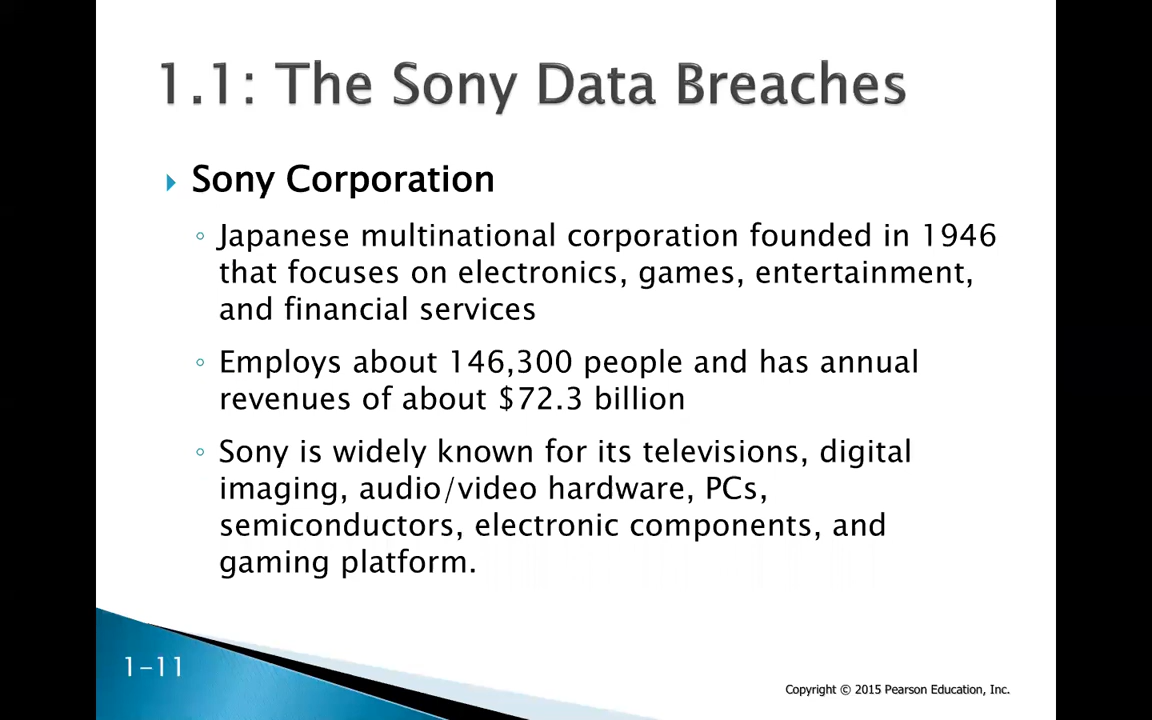 1.1: The Sony Data Breaches
Sony Corporation
Japanese multinational corporation founded in 1946
that focuses on electronics, games, entertainment,
and financial services
Employs about 146,300 people and has annual
revenues of about $72.3 billion
Sony is widely known for its televisions, digital
imaging, audio/video hardware, PCs,
semiconductors, electronic components, and
gaming platform.
1-11
Copyright © 2015 Pearson Education, Inc.